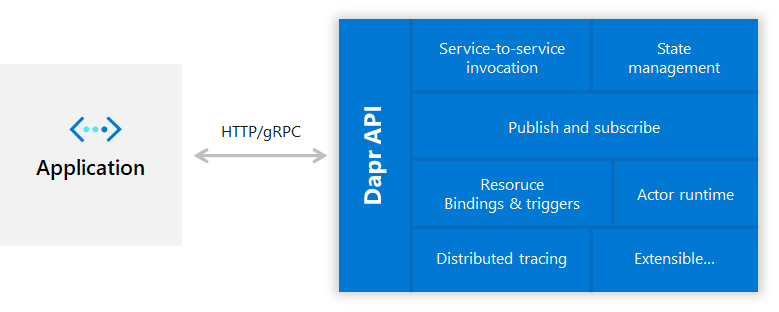 Application
HTTP/gRPC
Dapr API
Service-to-service
invocation
State
management
Publish and subscribe
Resoruce
Bindings & triggers
Actor runtime
Distributed tracing
Extensible...